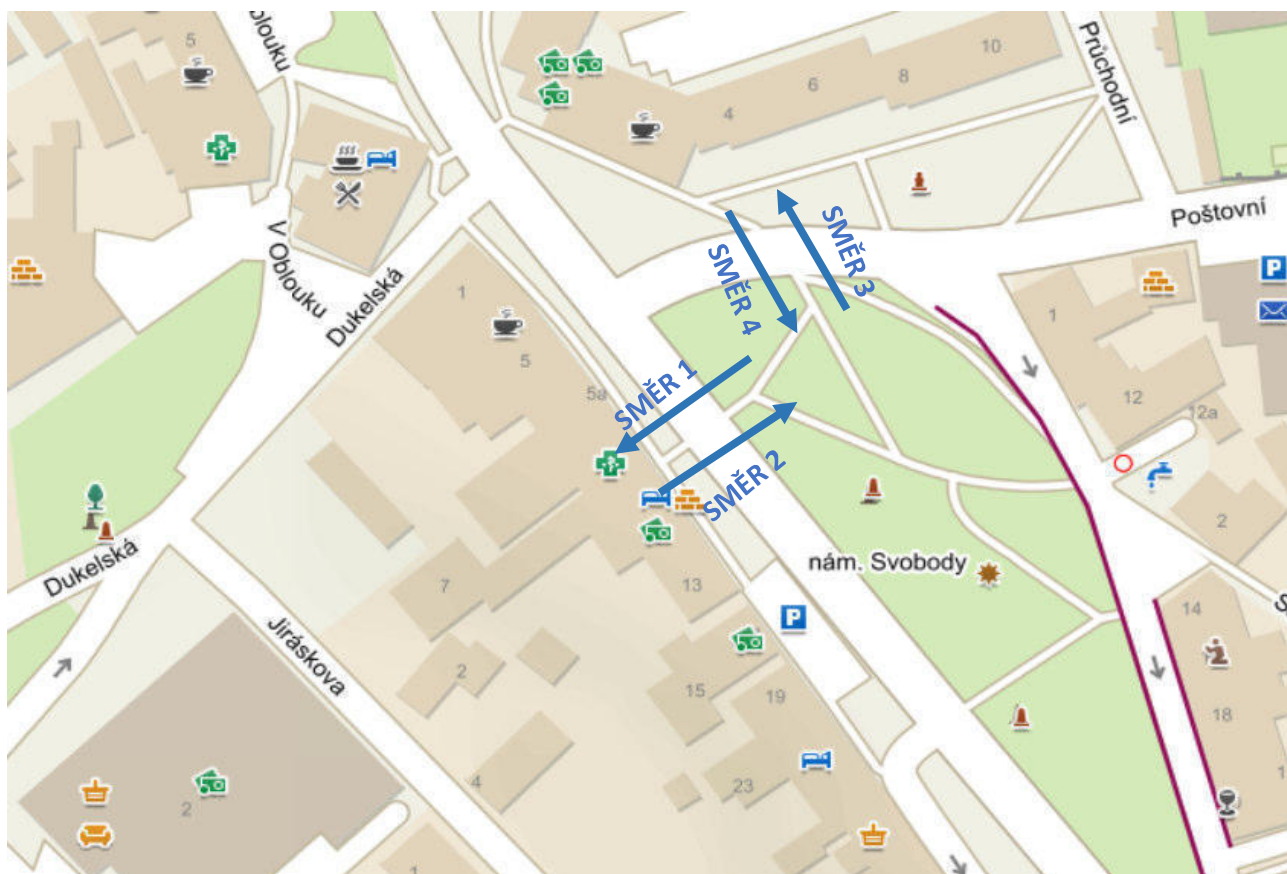 V Oblouku
5
10
6
8
4
Průchodní
Poštovní
V Oblouku
Dukelská
1
5
5a
SMĚR 1
SMĚR 2
SMĚR 3
SMĚR 4
1
12
12a
2
nám. Svobody
Dukelská
Jiráskova
7
13
2
15
19
14
18
4
23
2